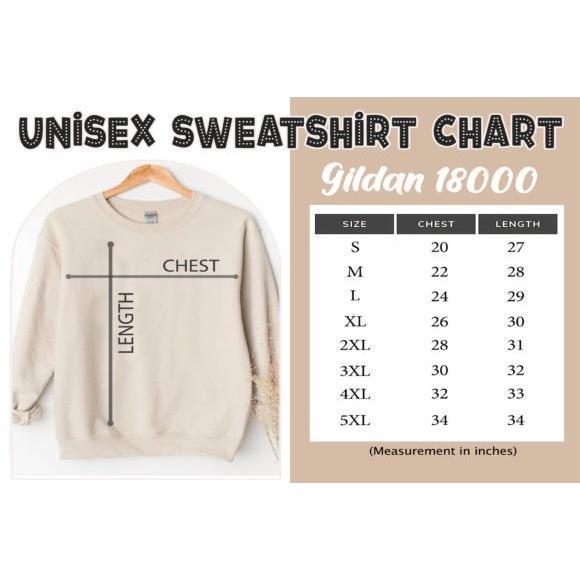 UNISEX SWEATSHIRT CHART
Gildan 18000
CHEST
LENGTH
SIZE CHEST LENGTH
S 20 27
M 22 28
L 24 29
XL 26 30
2XL 28 31
3XL 30 32
4XL 32 33
5XL 34 34
(Measurement in inches)